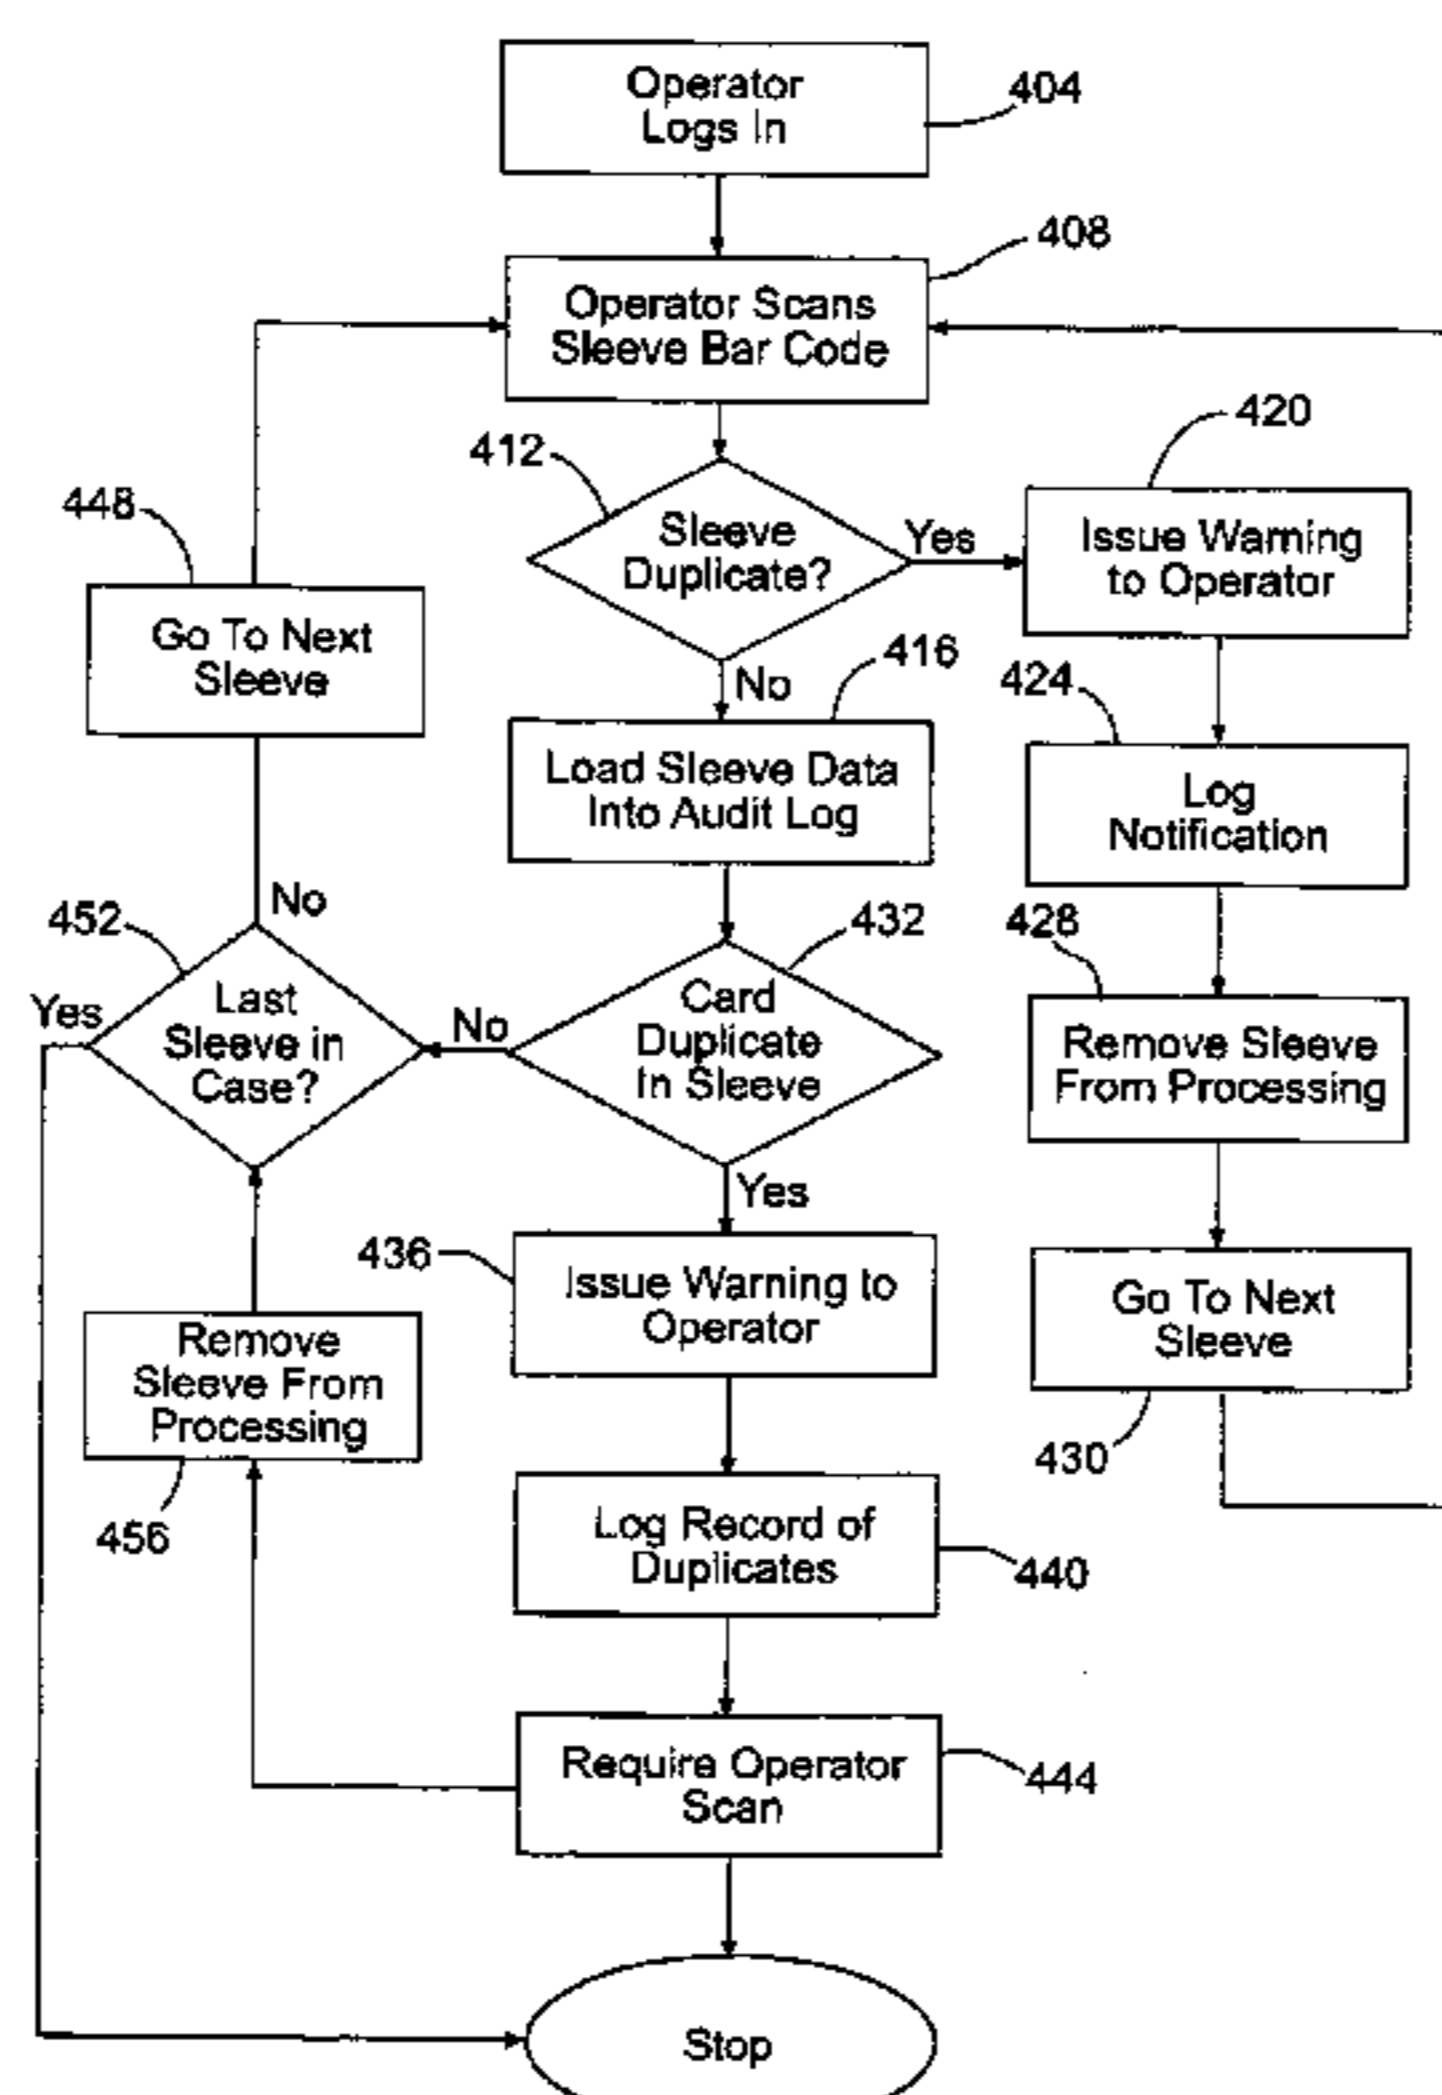 Operator
Logs In
404
Operator Scans
Sleeve Bar Code
408
412
Sleeve
Duplicate?
Yes
No
420
Issue Warning
to Operator
448
Go To Next
Sleeve
416
Load Sleeve Data
Into Audit Log
424
Log
Notification
452
No
Yes
Last
Sleeve in
Case?
No
432
Card
Duplicate
In Sleeve
Yes
428
Remove Sleeve
From Processing
436
Issue Warning to
Operator
Go To Next
Sleeve
430
Remove
Sleeve From
Processing
456
Log Record of
Duplicates
440
Require Operator
Scan
444
Stop